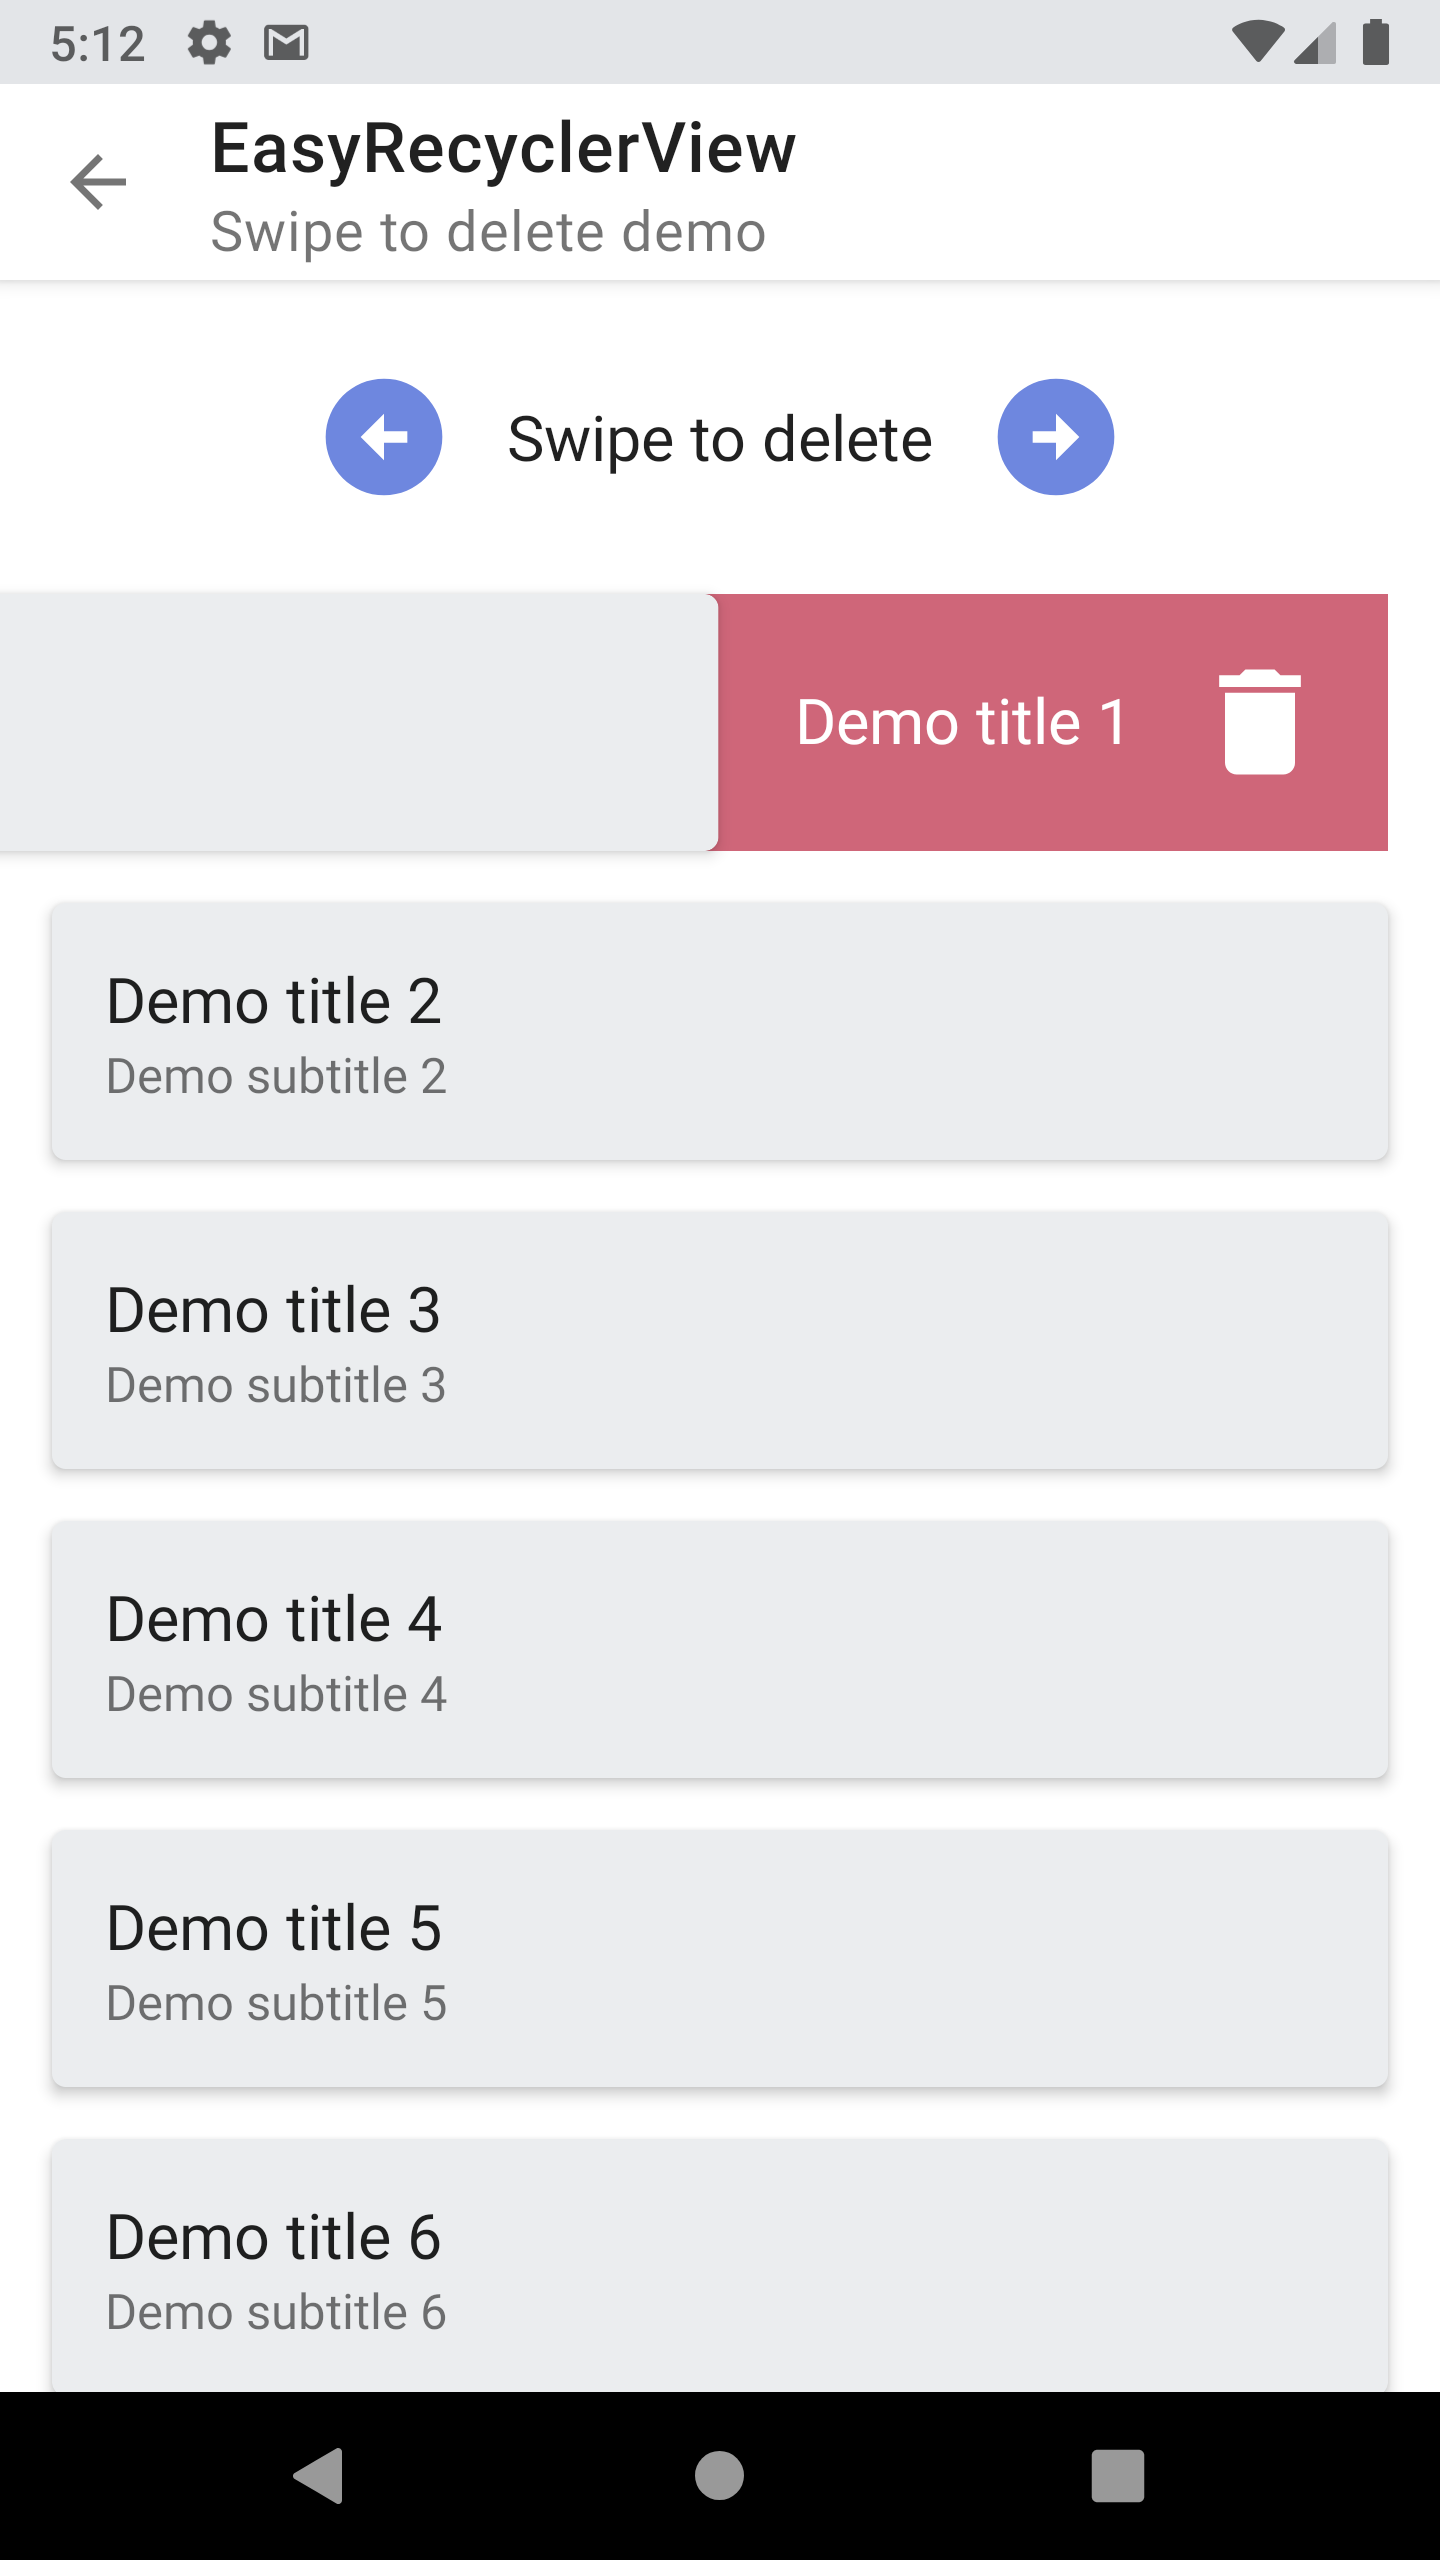 5:12
EasyRecyclerView
Swipe to delete demo
Swipe to delete
Demo title 1
Demo title 2
Demo subtitle 2
Demo title 3
Demo subtitle 3
Demo title 4
Demo subtitle 4
Demo title 5
Demo subtitle 5
Demo title 6
Demo subtitle 6